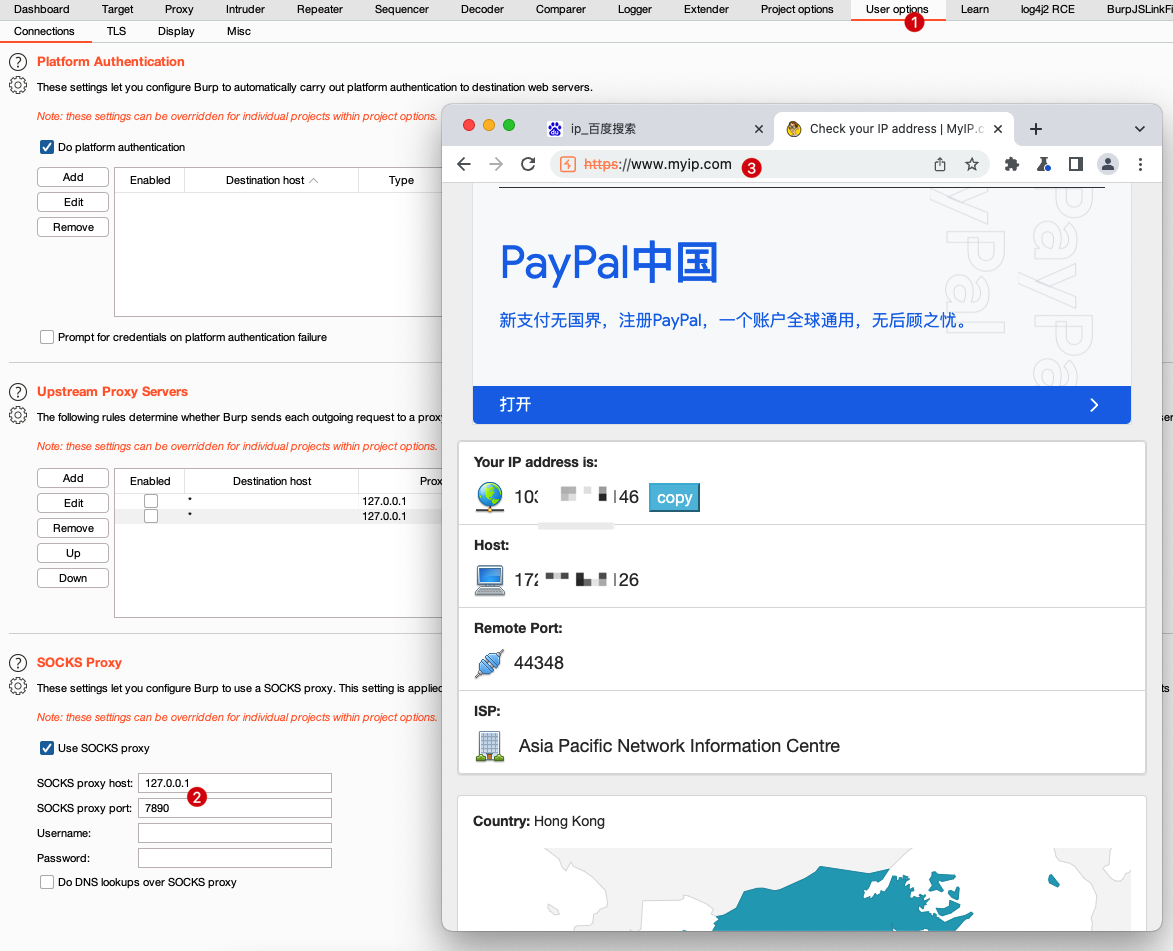 Dashboard Target Proxy Intruder Repeater Sequencer Decoder Comparer Logger Extender Project options User options Learn log4j2 RCE BurpJSLinkFi
1
Connections TLS Display Misc
Platform Authentication
These settings let you configure Burp to automatically carry out platform authentication to destination web servers.
Note: these settings can be overridden for individual projects within project options.
Do platform authentication
Add
Edit
Remove
Enabled Destination host Type
Prompt for credentials on platform authentication failure
Upstream Proxy Servers
The following rules determine whether Burp sends each outgoing request to a proxy
Note: these settings can be overridden for individual projects within project options.
Add
Edit
Remove
Up
Down
Enabled Destination host Prox
* 127.0.0.1
* 127.0.0.1
SOCKS Proxy
These settings let you configure Burp to use a SOCKS proxy. This setting is applied
Note: these settings can be overridden for individual projects within project options.
Use SOCKS proxy
SOCKS proxy host: 127.0.0.1
2
SOCKS proxy port: 7890
Username:
Password:
Do DNS lookups over SOCKS proxy
ip_百度搜索
Check your IP address | MyIP.c
https://www.myip.com
3
PayPal中国
新支付无国界，注册PayPal，一个账户全球通用，无后顾之忧。
PayPal
PayPal
打开
Your IP address is:
103 146 copy
Host:
172 126
Remote Port:
44348
ISP:
Asia Pacific Network Information Centre
Country: Hong Kong